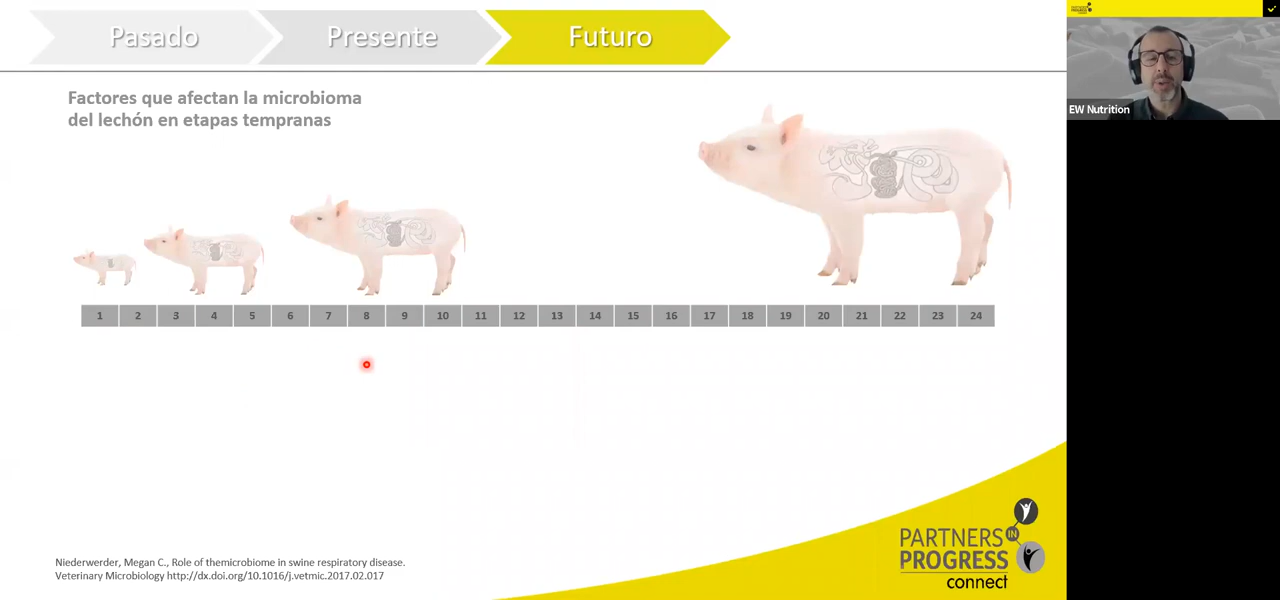 Pasado
Presente
Futuro
Factores que afectan la microbioma
del lechón en etapas tempranas
1 2 3 4 5 6 7 8 9 10 11 12 13 14 15 16 17 18 19 20 21 22 23 24
Niederwerder, Megan C., Role of themicrobiome in swine respiratory disease.
Veterinary Microbiology http://dx.doi.org/10.1016/j.vetmic.2017.02.017
PARTNERS
IN
PROGRESS
connect
EW Nutrition